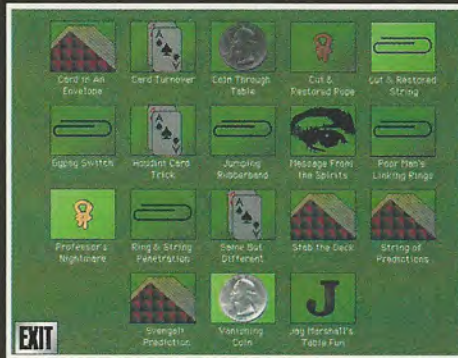 Card In An
Envelope
Card Turnover
Coin Through
Table
Cut &
Restored Rope
Cut & Restored
String
Gypsy Switch
Houdini Card
Trick
Jumping
Rubberband
Message From
the Spirits
Poor Man's
Linking Rings
Professor's
Nightmare
Ring & String
Penetration
Same But
Different
Stab the Deck
String of
Predictions
Svengali
Prediction
Vanishing
Coin
J
Jay Marshall's
Table Fun
EXIT